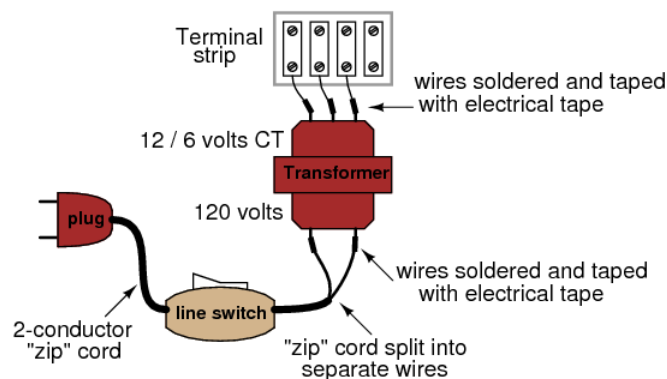 Terminal
strip
wires soldered and taped
with electrical tape
12 / 6 volts CT
Transformer
120 volts
plug
wires soldered and taped
with electrical tape
line switch
2-conductor
"zip" cord
"zip" cord split into
separate wires